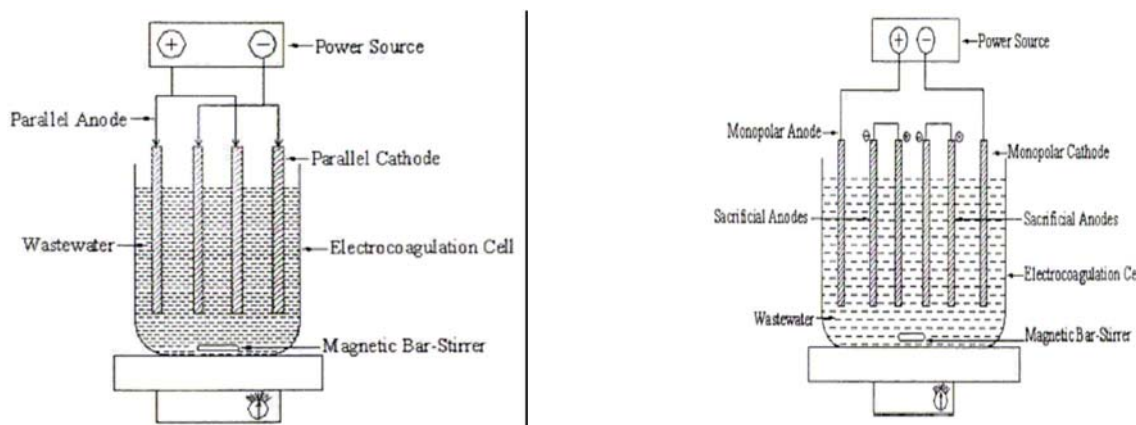 +
−
Power Source
Parallel Anode
Parallel Cathode
Wastewater
Electrocoagulation Cell
Magnetic Bar-Stirrer
+
−
Power Source
Monopolar Anode
Monopolar Cathode
Sacrificial Anodes
Sacrificial Anodes
Electrocoagulation Ce
Wastewater
Magnetic Bar-Stirrer